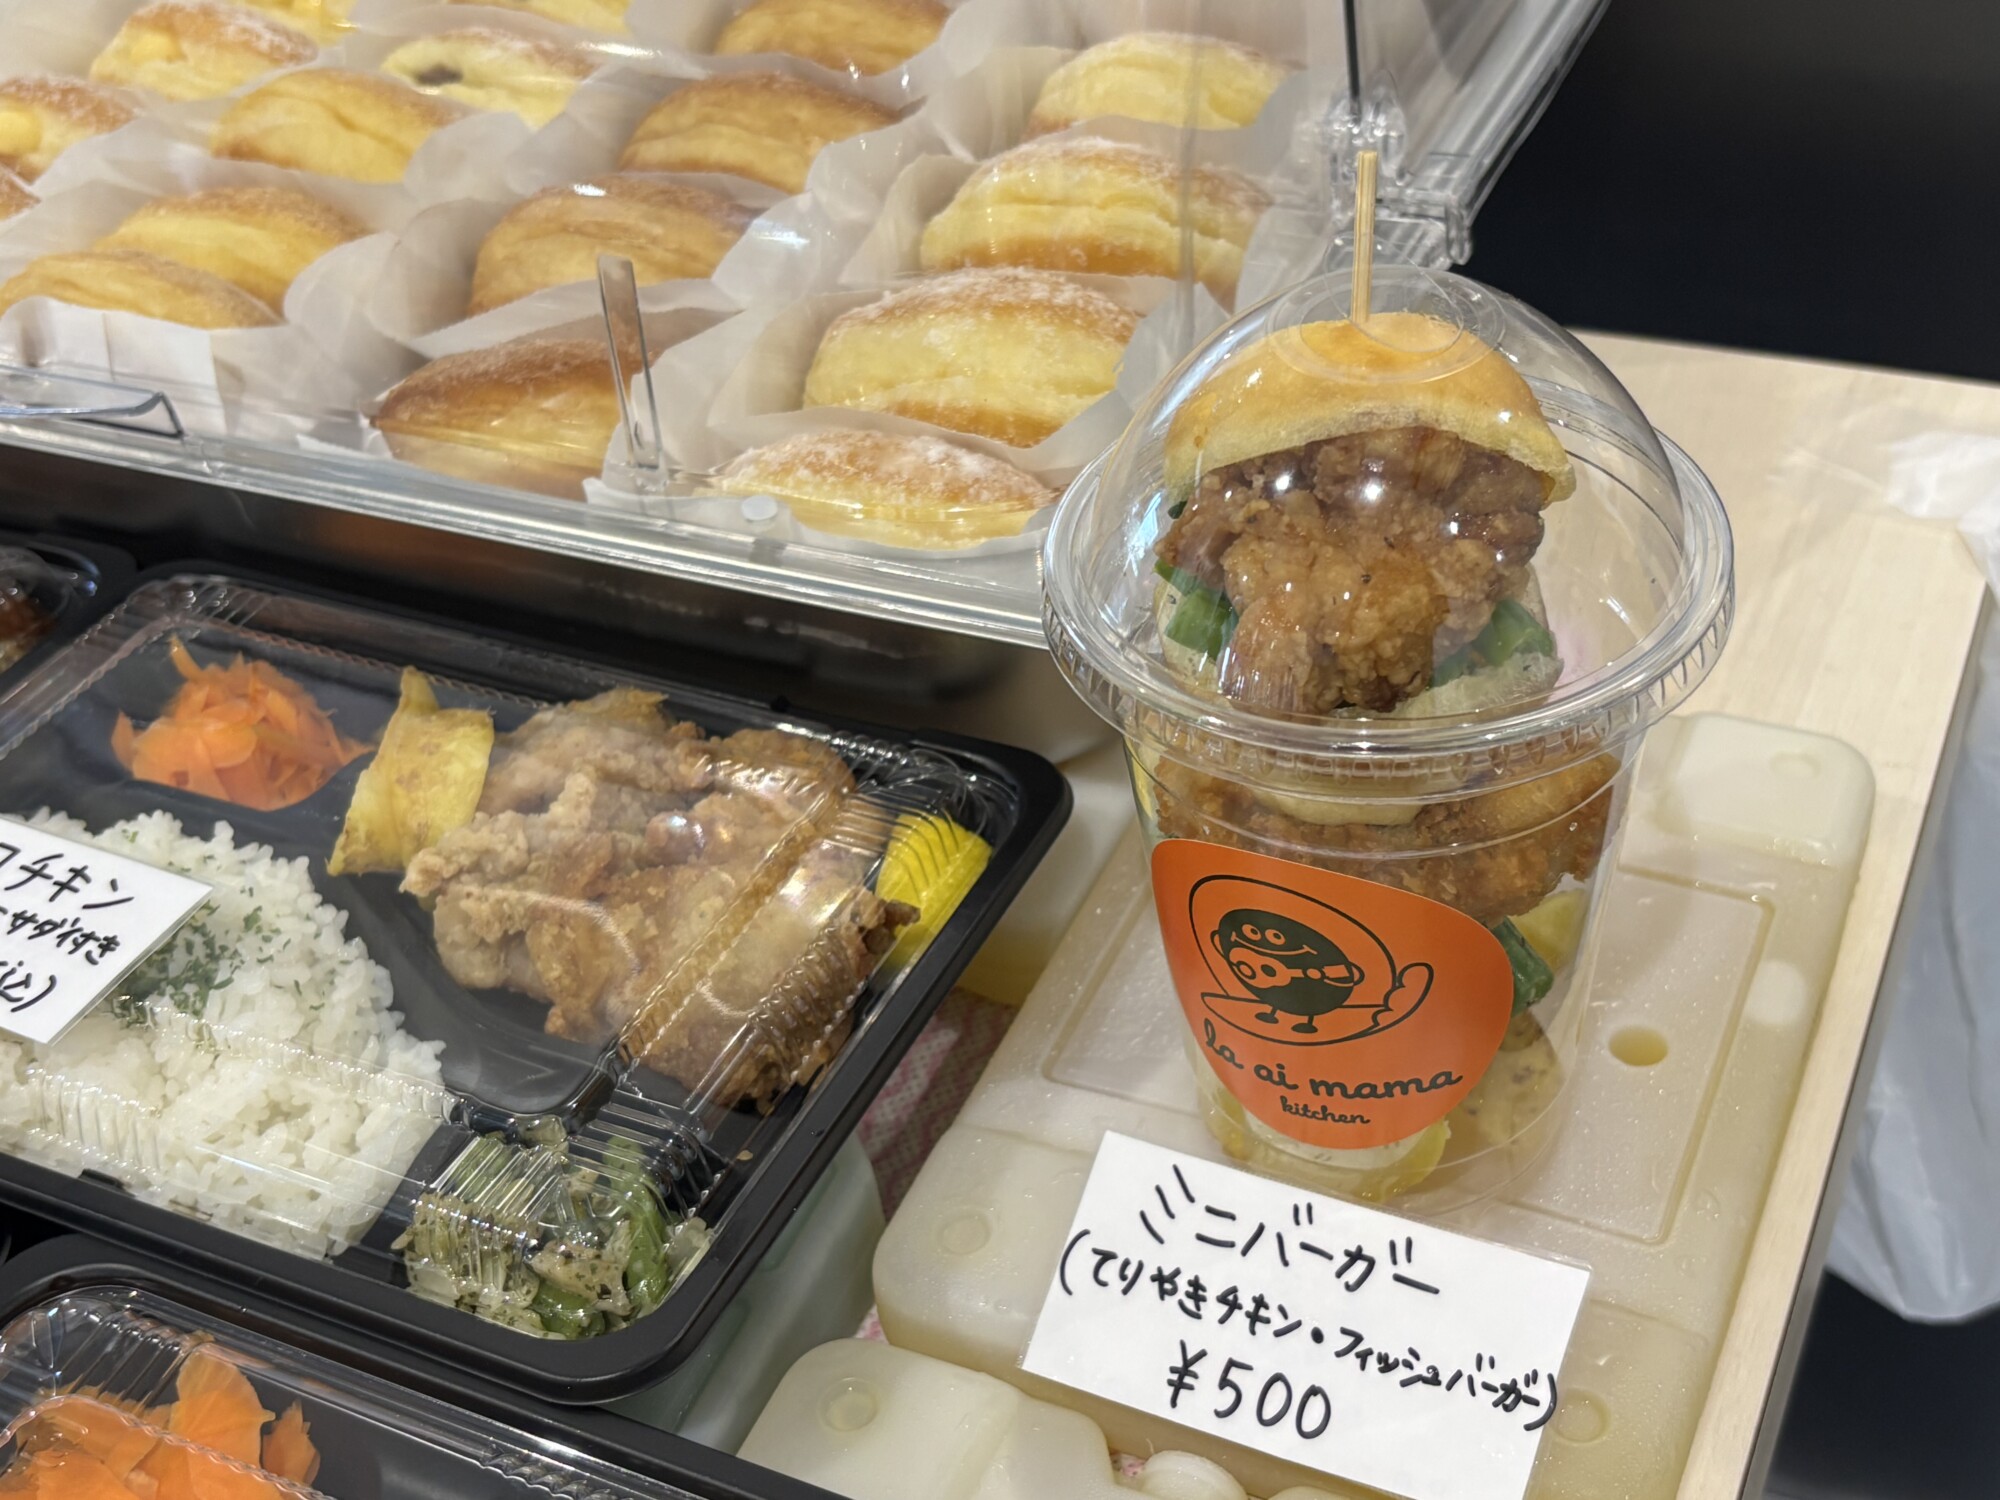 チキン
サダ付き
込)
la ai mama
kitchen
ミニバーガー
(てりやきチキン・フィッシュバーガー)
¥500